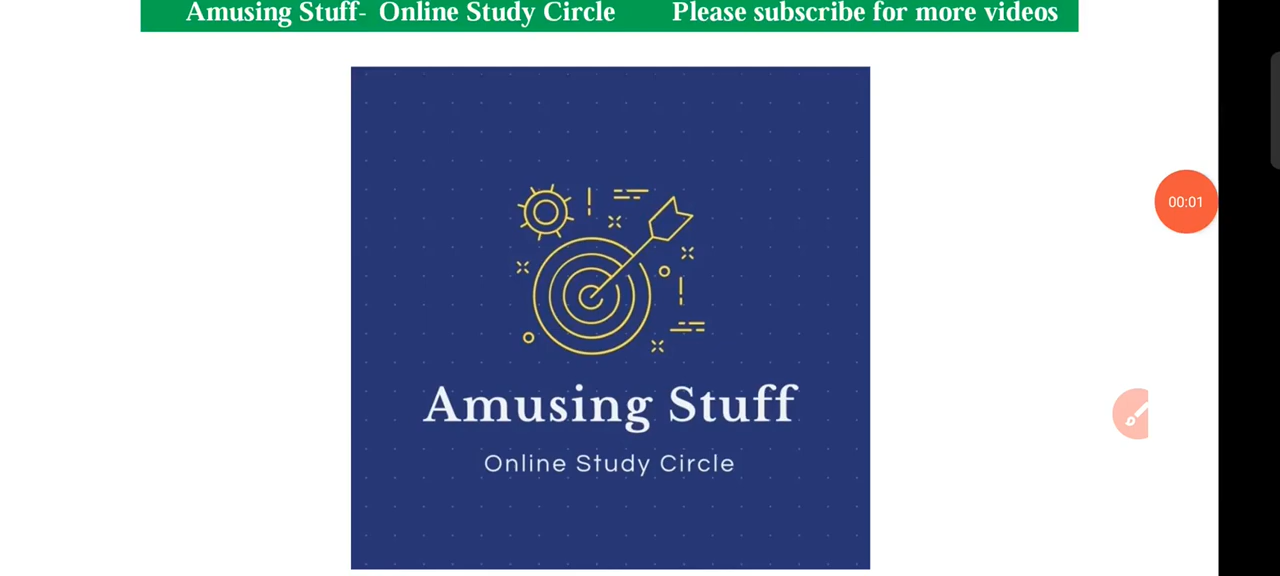 Amusing Stuff- Online Study Circle Please subscribe for more videos
00:01
Amusing Stuff
Online Study Circle